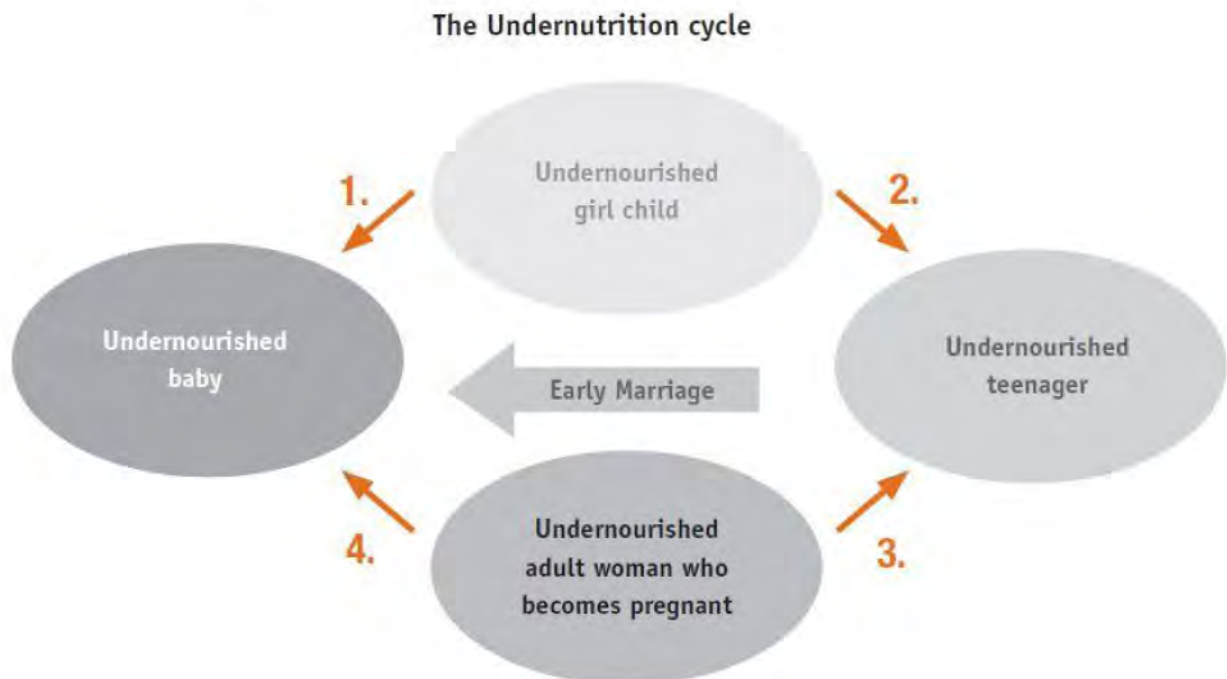 The Undernutrition cycle
Undernourished
girl child
1.
2.
Undernourished
baby
Early Marriage
Undernourished
teenager
Undernourished
adult woman who
becomes pregnant
4.
3.